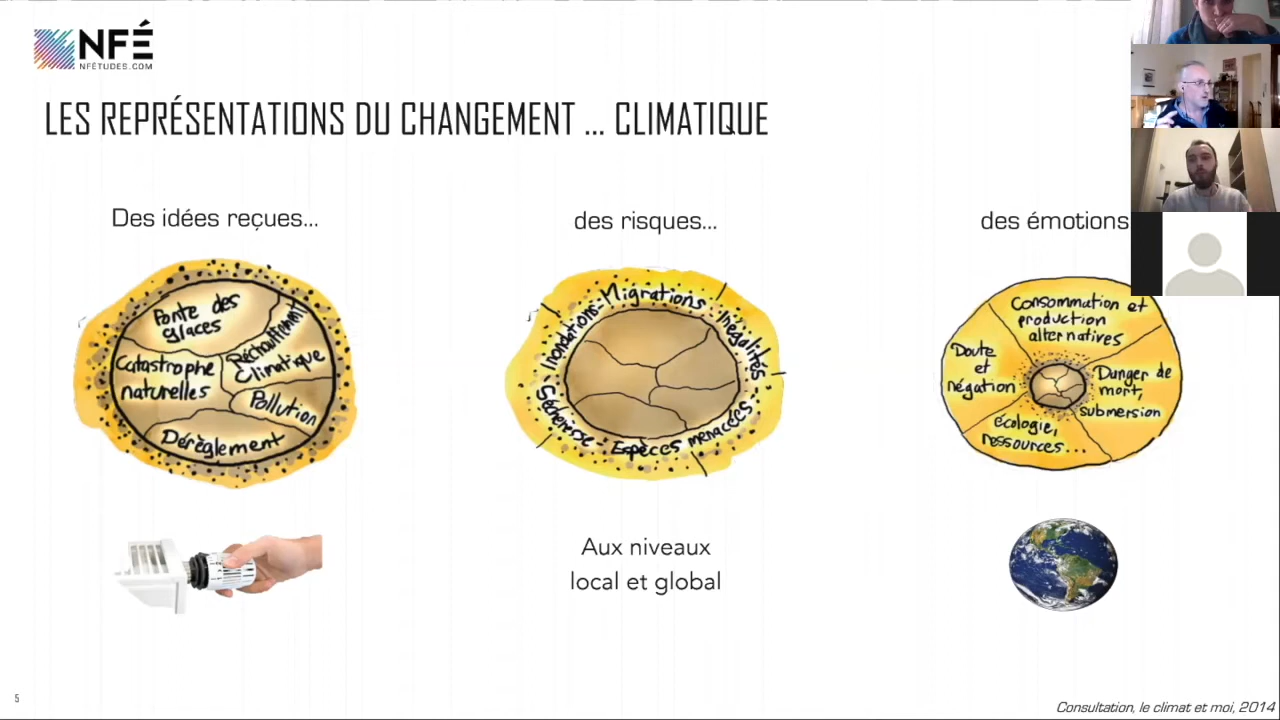 NFÉ
NFÉTUDES.COM
LES REPRÉSENTATIONS DU CHANGEMENT ... CLIMATIQUE
Des idées reçues...
Fonte des
glaces
Réchauffement
Climatique
Catastrophe
naturelles
Pollution
Dérèglement
des risques...
Inondations - Migrations : Inégalités
Sécheresse : Espèces menacées
Aux niveaux
local et global
des émotions
Consommation et
production
alternatives
Doute
et
négation
Danger de
mort,
submersion
écologie,
ressources...
5
Consultation, le climat et moi, 2014